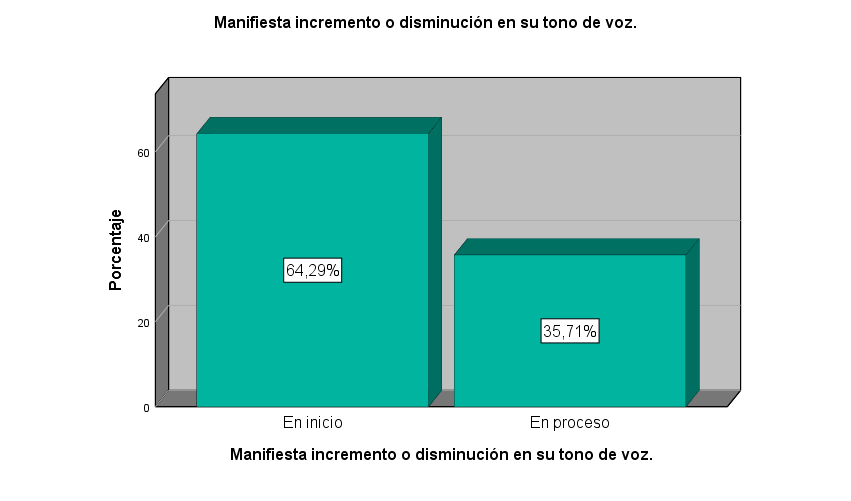 Manifiesta incremento o disminución en su tono de voz.
60
40
20
0
Porcentaje
64,29%
35,71%
En inicio
En proceso
Manifiesta incremento o disminución en su tono de voz.